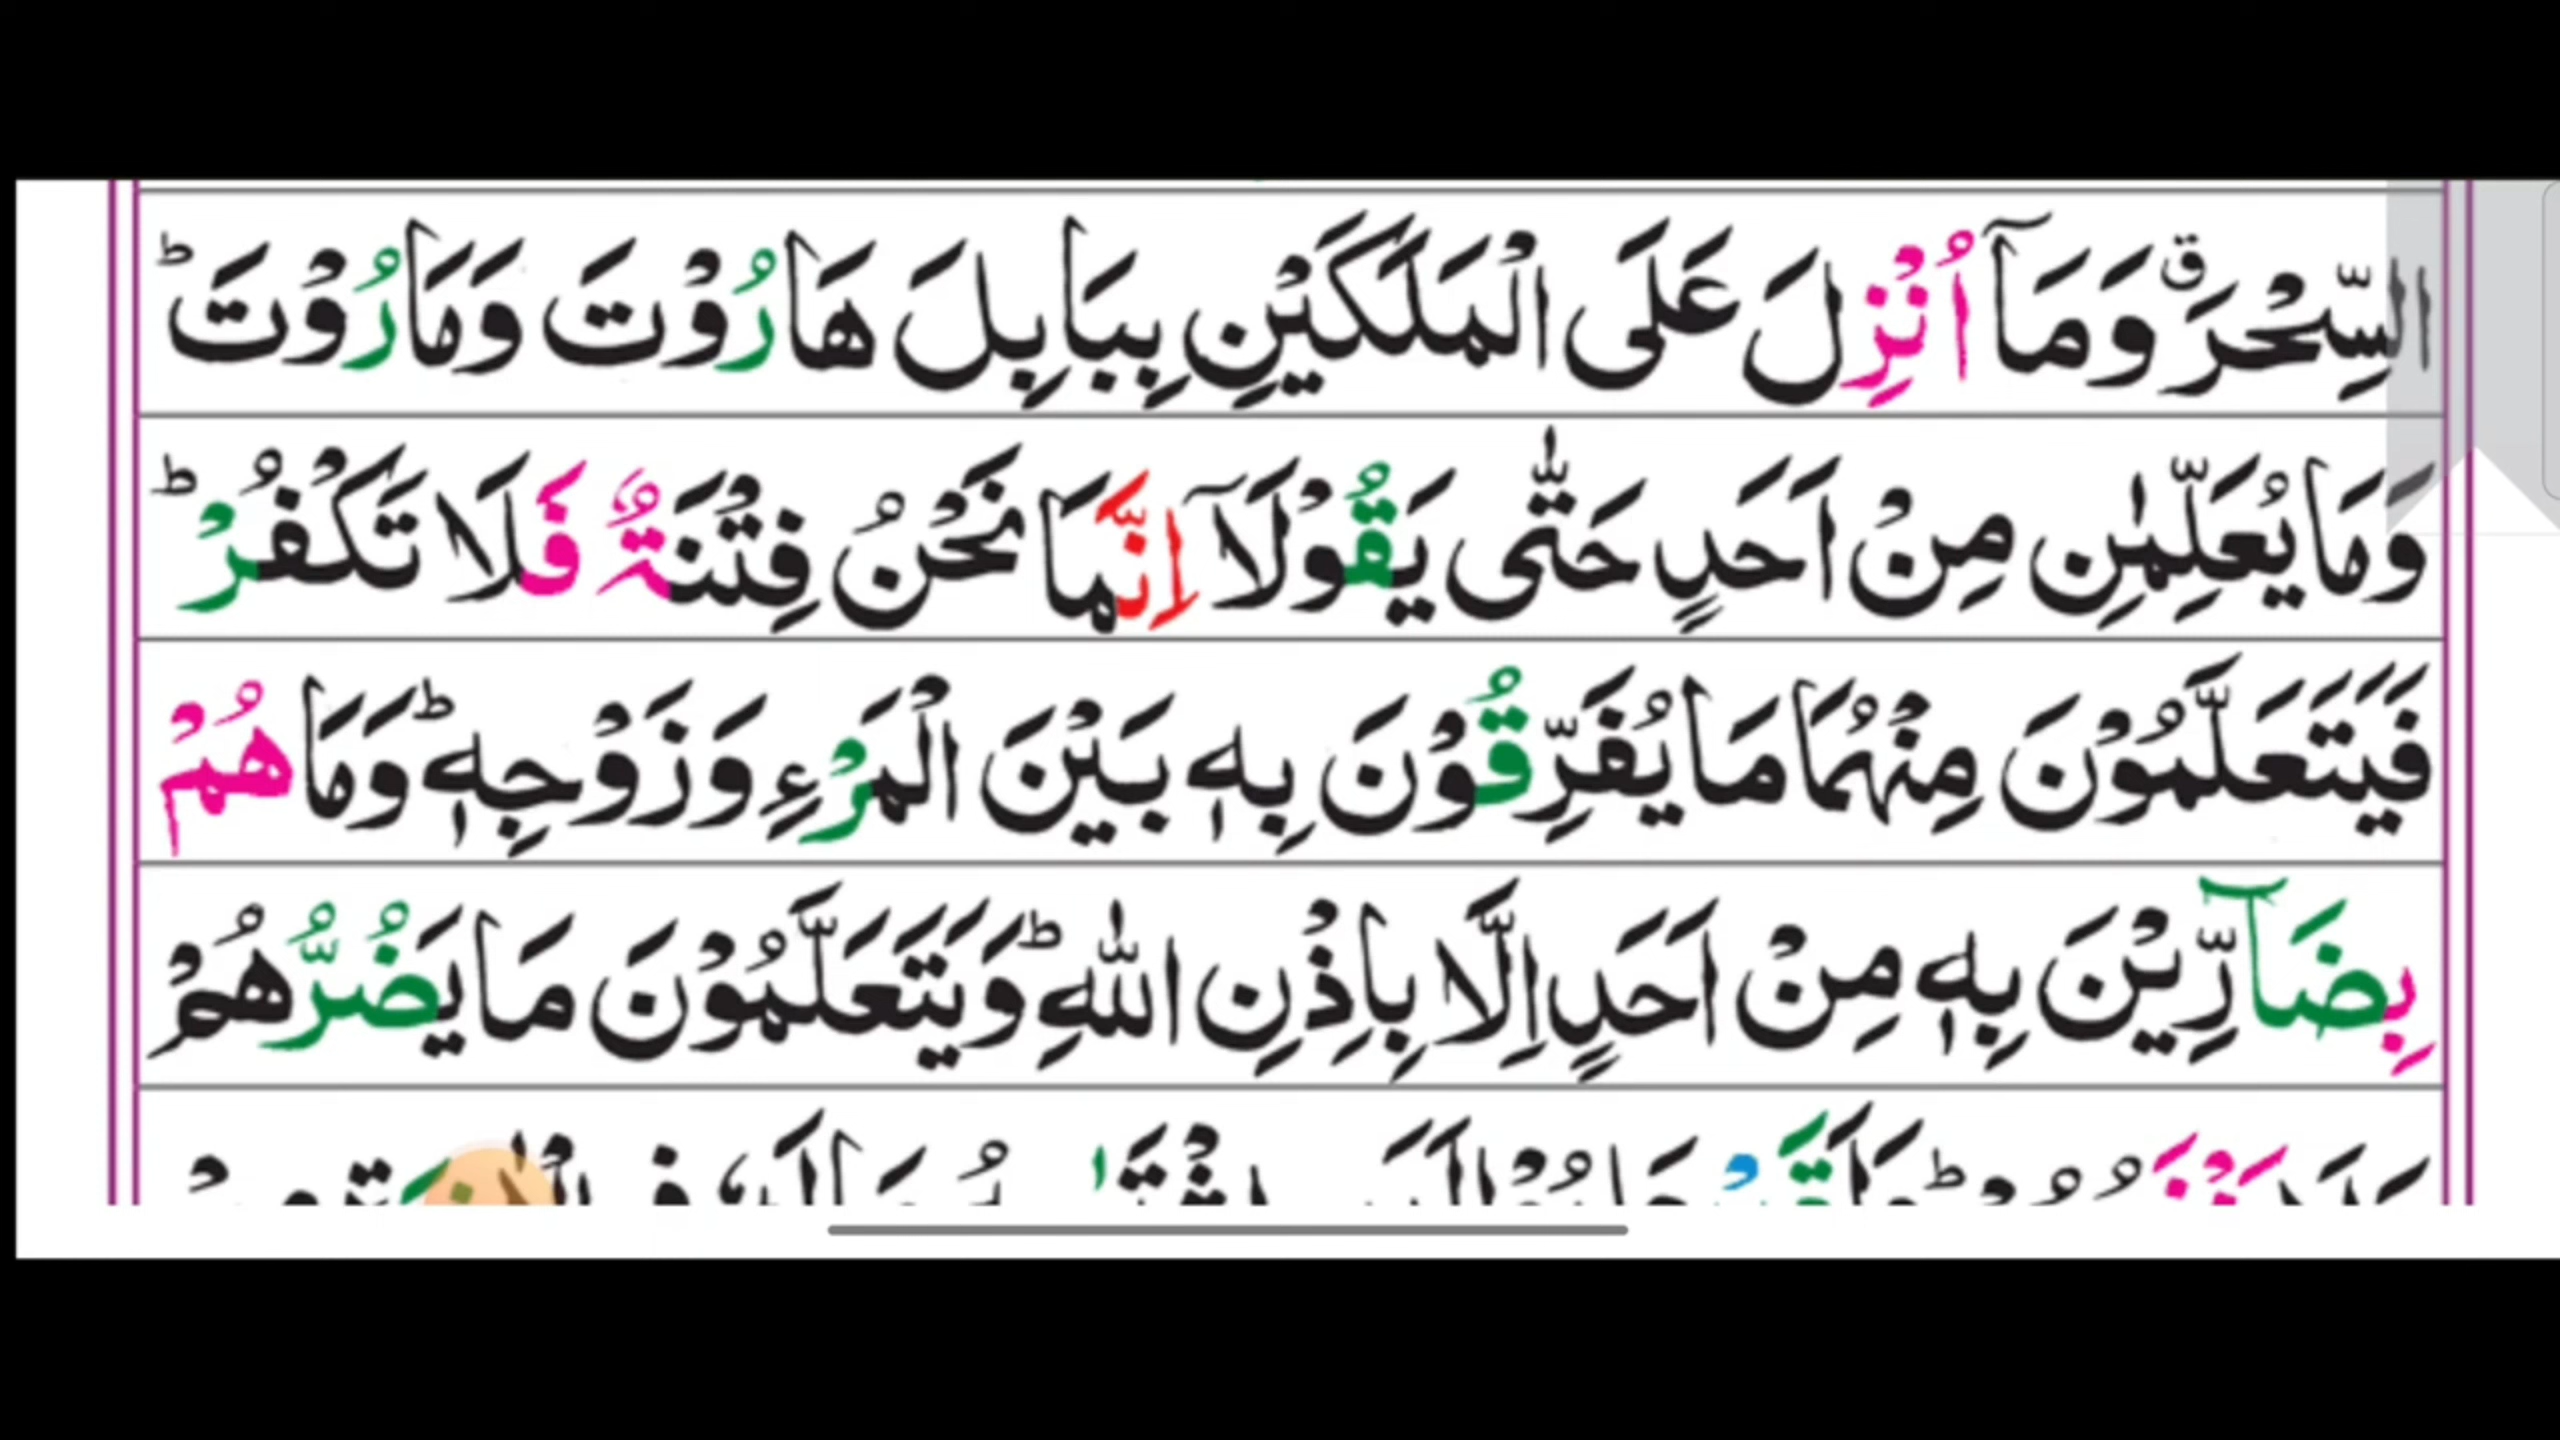 السِّحْرَ ۗ وَمَاۤ اُنْزِلَ عَلَى الْمَلَكَيْنِ بِبَابِلَ هَارُوْتَ وَمَارُوْتَ ؕ
وَمَا يُعَلِّمٰنِ مِنْ اَحَدٍ حَتّٰى يَقُوْلَاۤ اِنَّمَا نَحْنُ فِتْنَةٌ فَلَا تَكْفُرْ ؕ
فَيَتَعَلَّمُوْنَ مِنْهُمَا مَا يُفَرِّقُوْنَ بِهٖ بَيْنَ الْمَرْءِ وَزَوْجِهٖ ؕ وَمَا هُمْ
بِضَآرِّيْنَ بِهٖ مِنْ اَحَدٍ اِلَّا بِاِذْنِ اللّٰهِ ؕ وَيَتَعَلَّمُوْنَ مَا يَضُرُّهُمْ